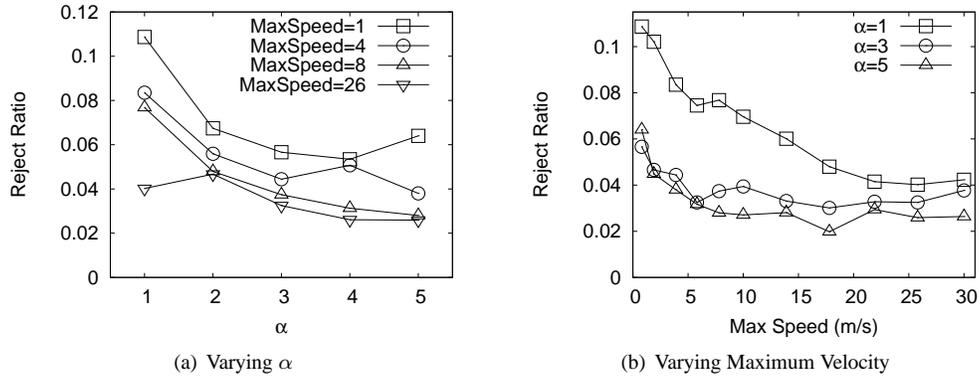 0.12
0.1
0.08
0.06
0.04
0.02
0
Reject Ratio
MaxSpeed=1
MaxSpeed=4
MaxSpeed=8
MaxSpeed=26
1 2 3 4 5
α
(a) Varying α
0.1
0.08
0.06
0.04
0.02
0
Reject Ratio
α=1
α=3
α=5
0 5 10 15 20 25 30
Max Speed (m/s)
(b) Varying Maximum Velocity